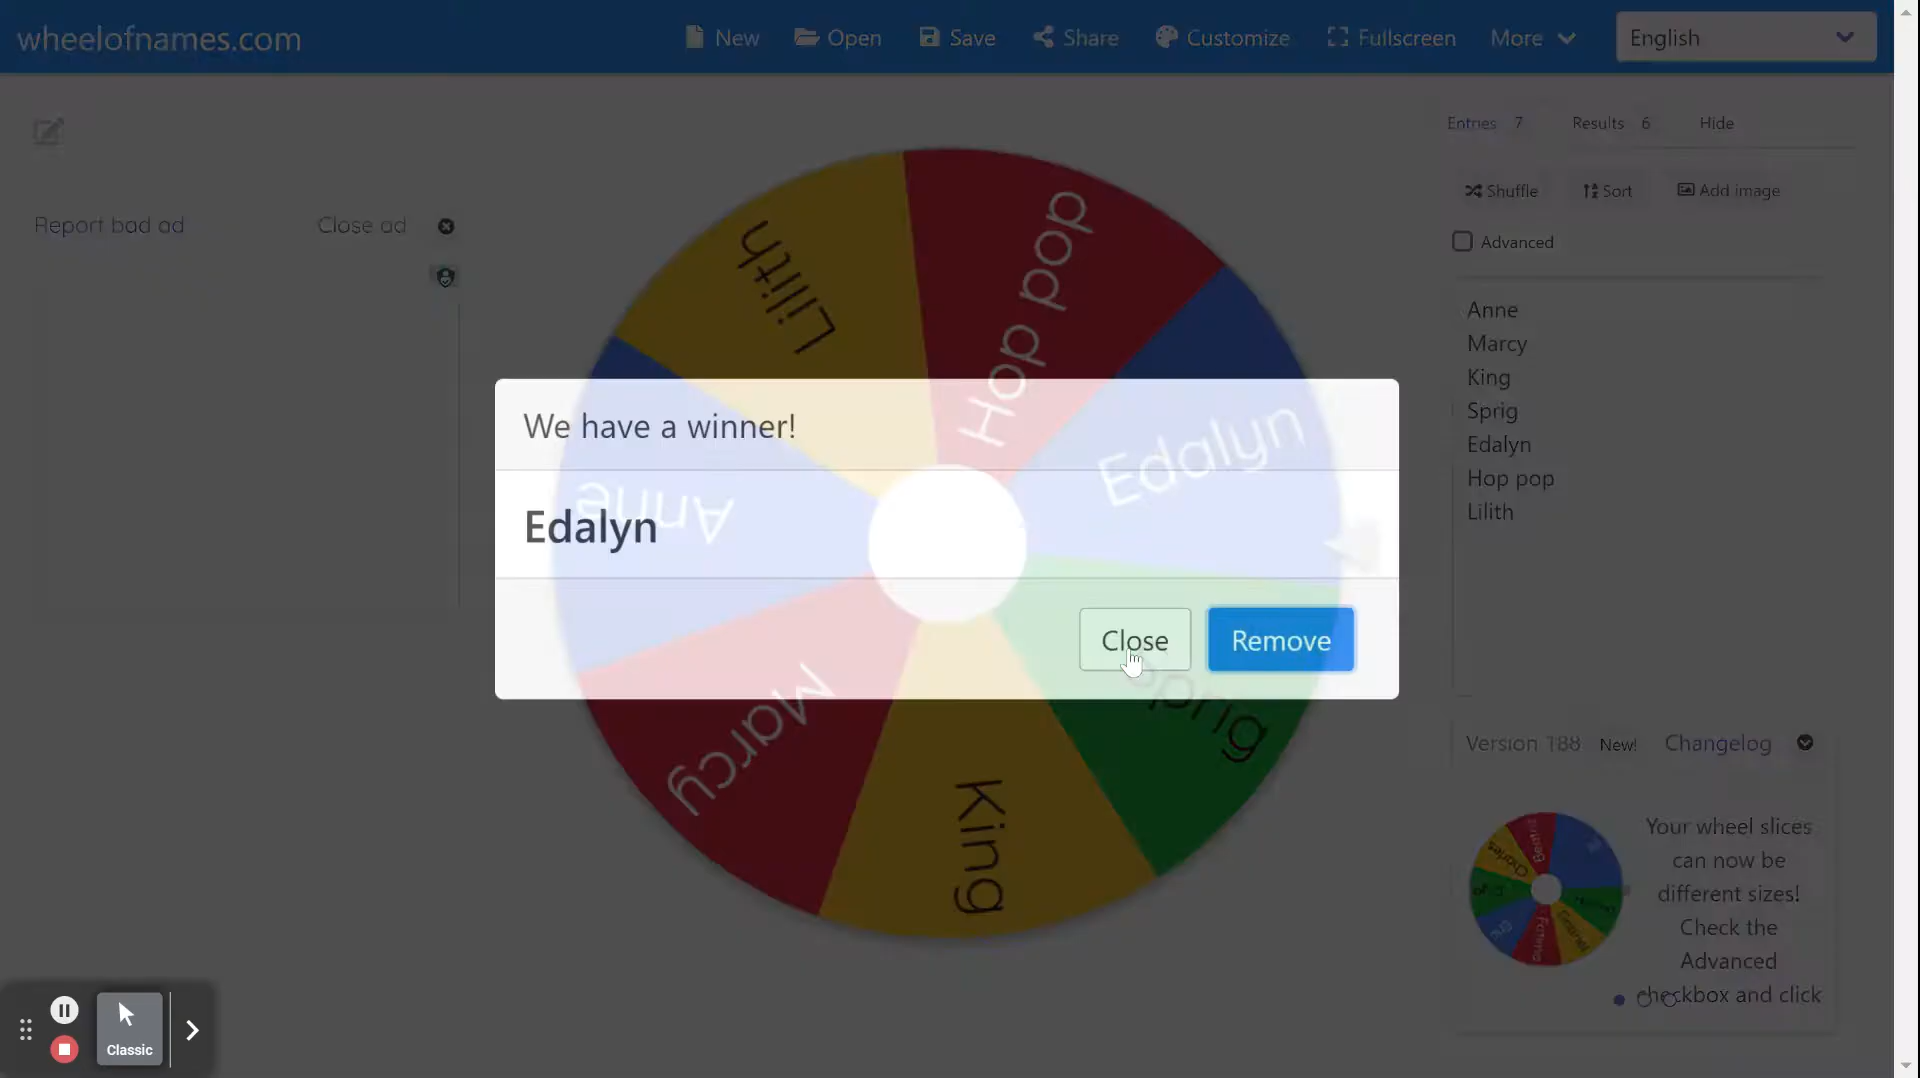 wheelofnames.com
New
Open
Save
Share
Customize
Fullscreen
More
English
Entries 7
Results 6
Hide
Shuffle
Sort
Add image
Advanced
Report bad ad
Close ad
Lilith
Hop pop
Edalyn
Sprig
King
Marcy
Anne
We have a winner!
Edalyn
Close
Remove
Anne
Marcy
King
Sprig
Edalyn
Hop pop
Lilith
Version 188 New! Changelog
Your wheel slices
can now be
different sizes!
Check the
Advanced
checkbox and click
Classic